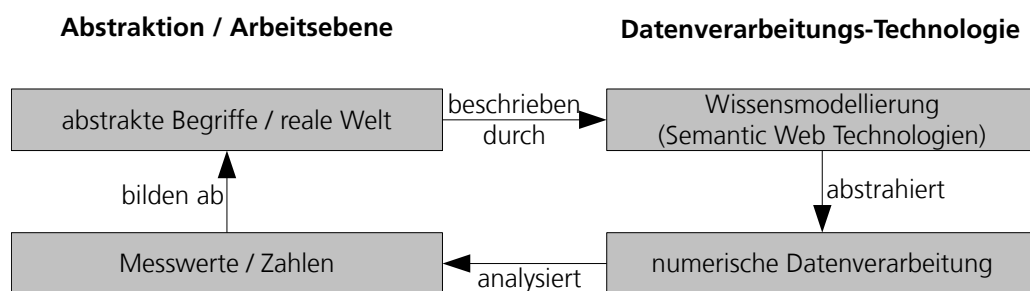 Abstraktion / Arbeitsebene
Datenverarbeitungs-Technologie
abstrakte Begriffe / reale Welt
beschrieben
durch
Wissensmodellierung
(Semantic Web Technologien)
bilden ab
abstrahiert
Messwerte / Zahlen
analysiert
numerische Datenverarbeitung